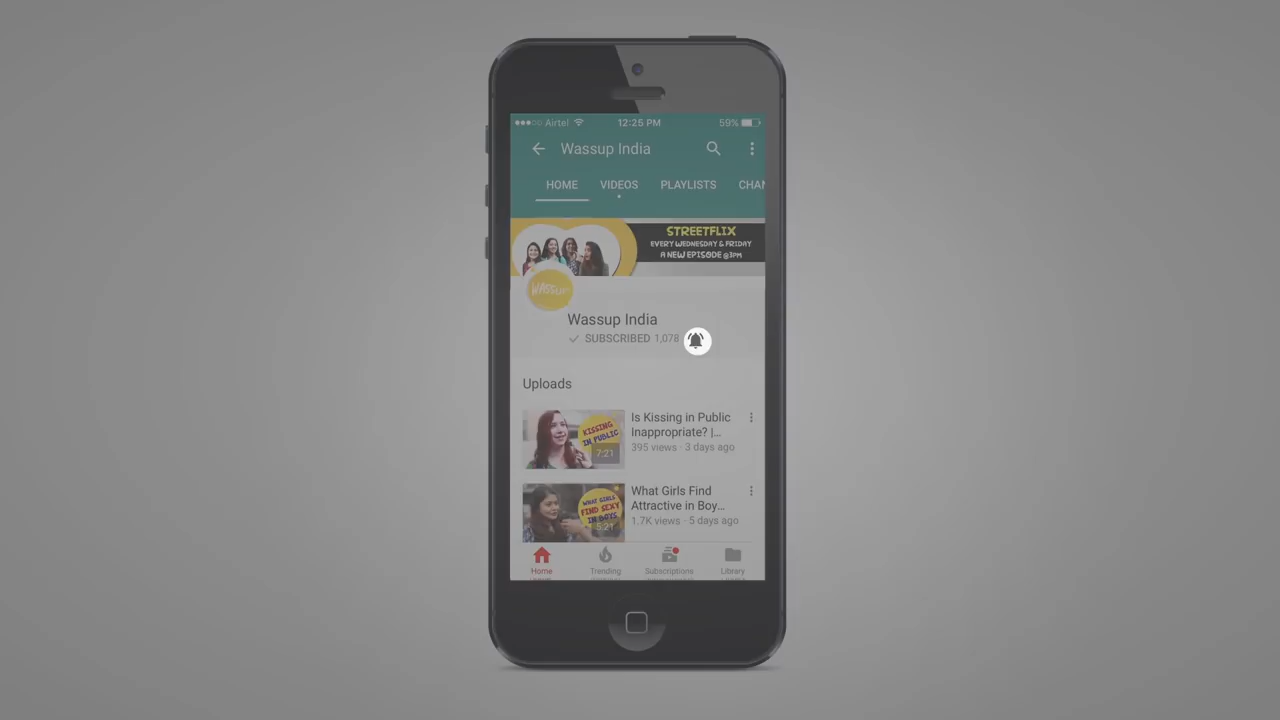 Airtel 12:25 PM 59%
Wassup India
HOME VIDEOS PLAYLISTS CHAN
STREETFLIX
EVERY WEDNESDAY & FRIDAY
A NEW EPISODE @3PM
WASSUP
Wassup India
SUBSCRIBED 1,078
Uploads
KISSING
IN PUBLIC
7:21
Is Kissing in Public
Inappropriate? |...
395 views · 3 days ago
WHAT GIRLS
FIND SEXY
IN BOYS
5:21
What Girls Find
Attractive in Boy...
1.7K views · 5 days ago
Home Trending Subscriptions Library